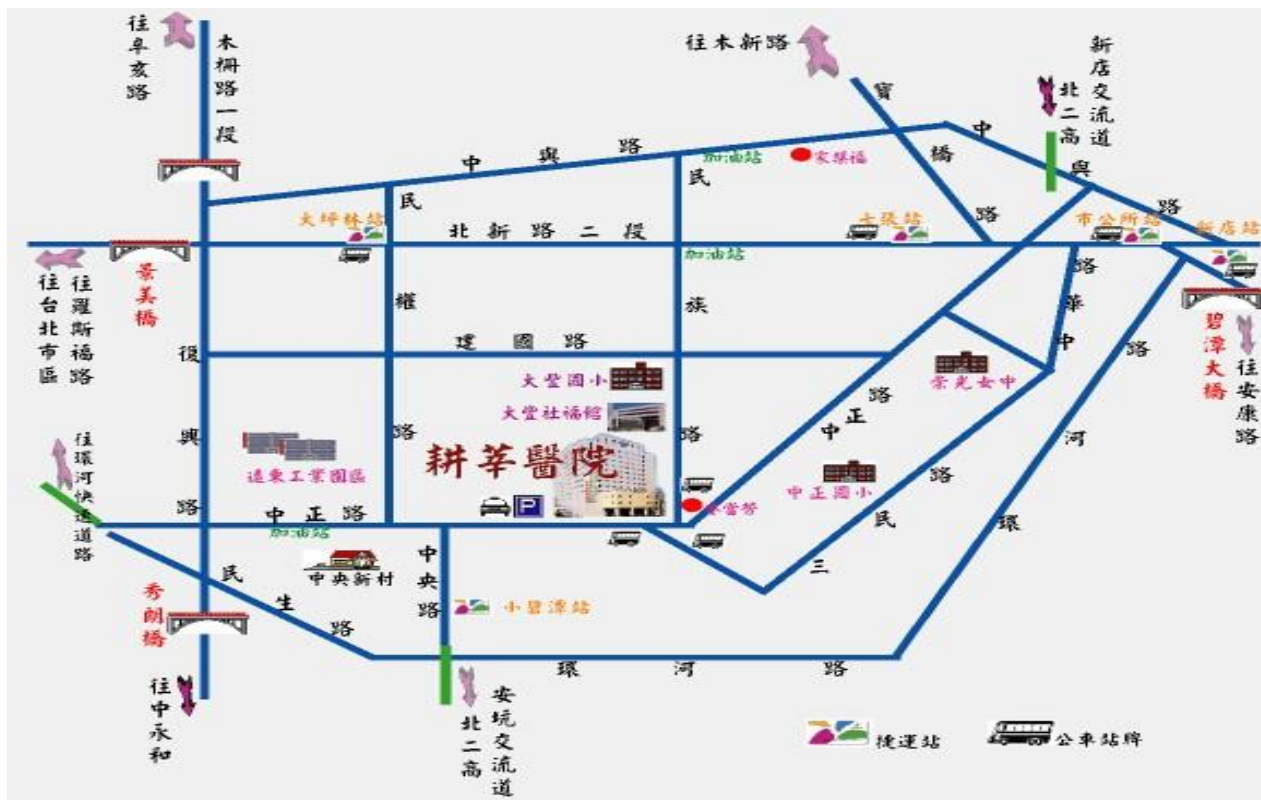 往辛亥路
木柵路一段
往木新路
新店交流道
北二高
寶橋路
中興路
中興路
加油站
家樂福
民權路
民族路
大坪林站
北新路二段
七張站
市公所站
新店站
加油站
景美橋
往羅斯福路
往台北市區
復興路
建國路
中華路
碧潭大橋
往安康路
大豐國小
大豐社福館
崇光女中
中正路
環河路
往環河快速道路
遠東工業園區
耕莘醫院
P
中正國小
三民路
中正路
加油站
麥當勞
中央新村
中央路
秀朗橋
民生路
小碧潭站
環河路
往中永和
安坑交流道
北二高
捷運站
公車站牌